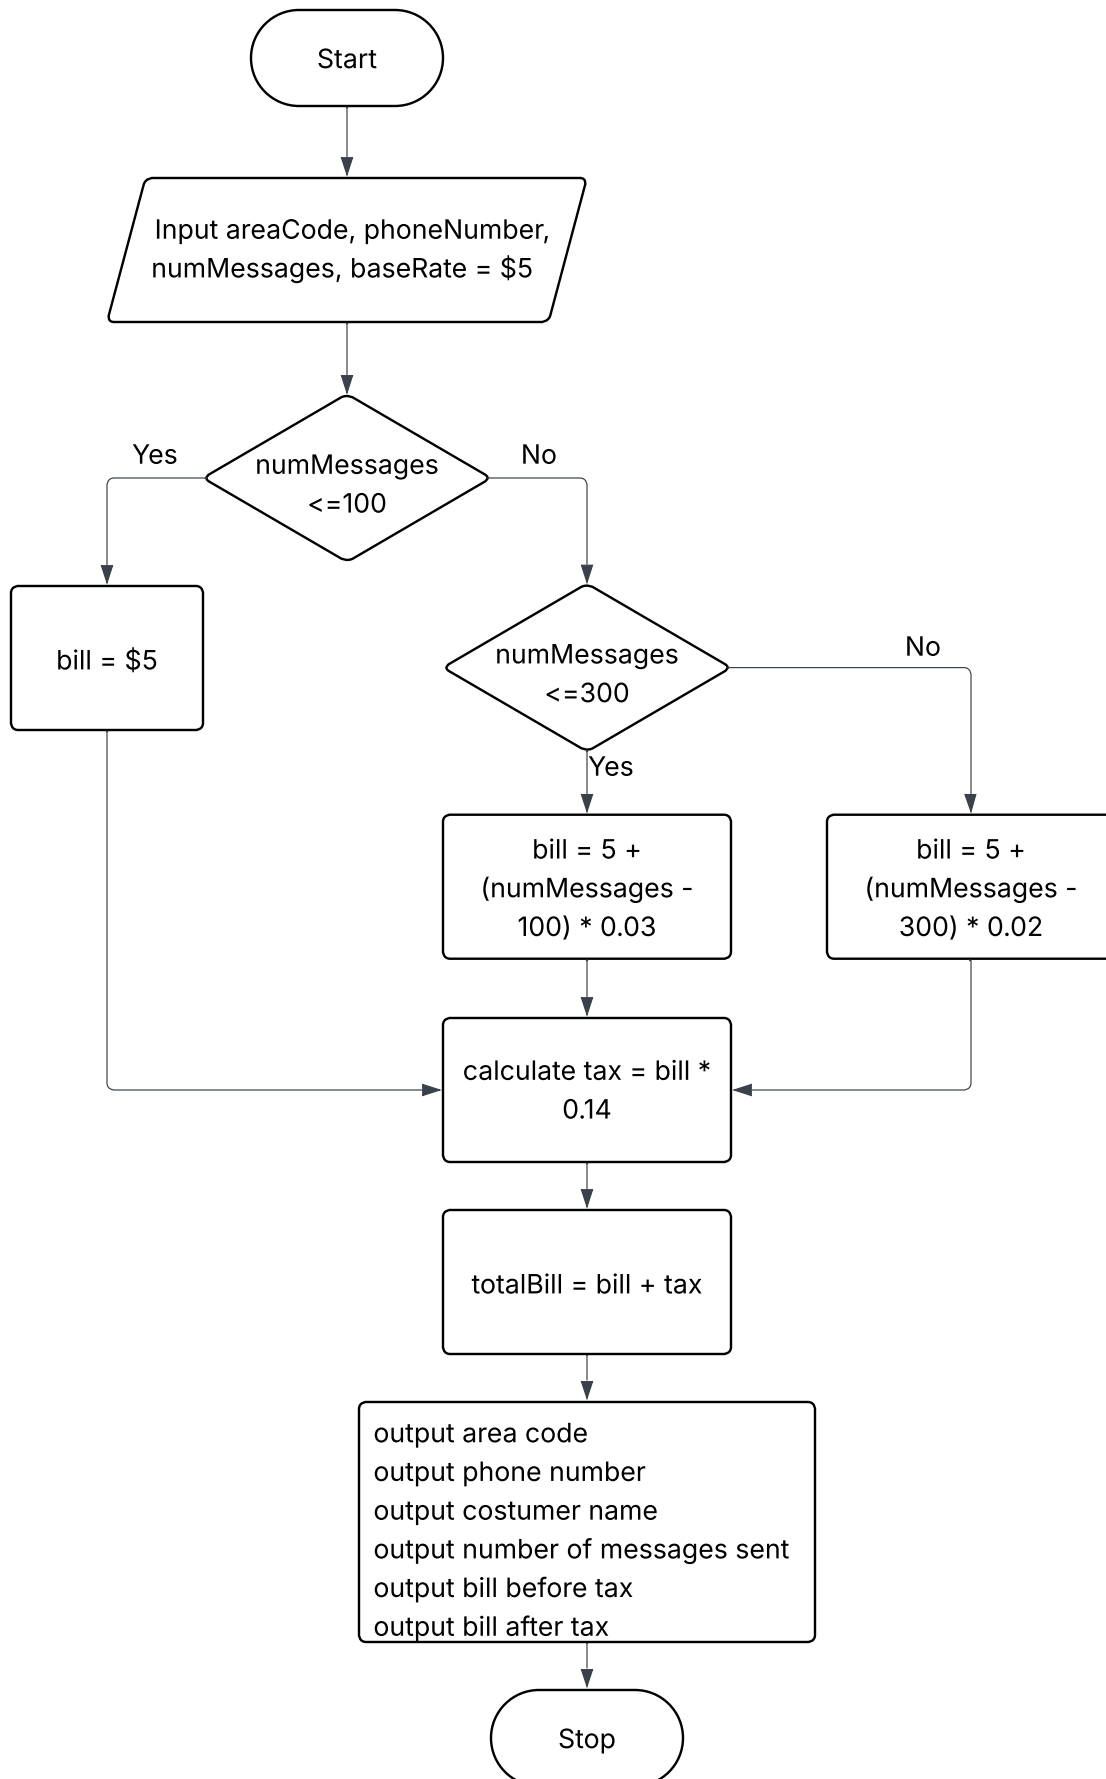 Start
Input areaCode, phoneNumber,
numMessages, baseRate = $5
Yes
numMessages
<=100
No
bill = $5
numMessages
<=300
No
Yes
bill = 5 +
(numMessages -
100) * 0.03
bill = 5 +
(numMessages -
300) * 0.02
calculate tax = bill *
0.14
totalBill = bill + tax
output area code
output phone number
output costumer name
output number of messages sent
output bill before tax
output bill after tax
Stop